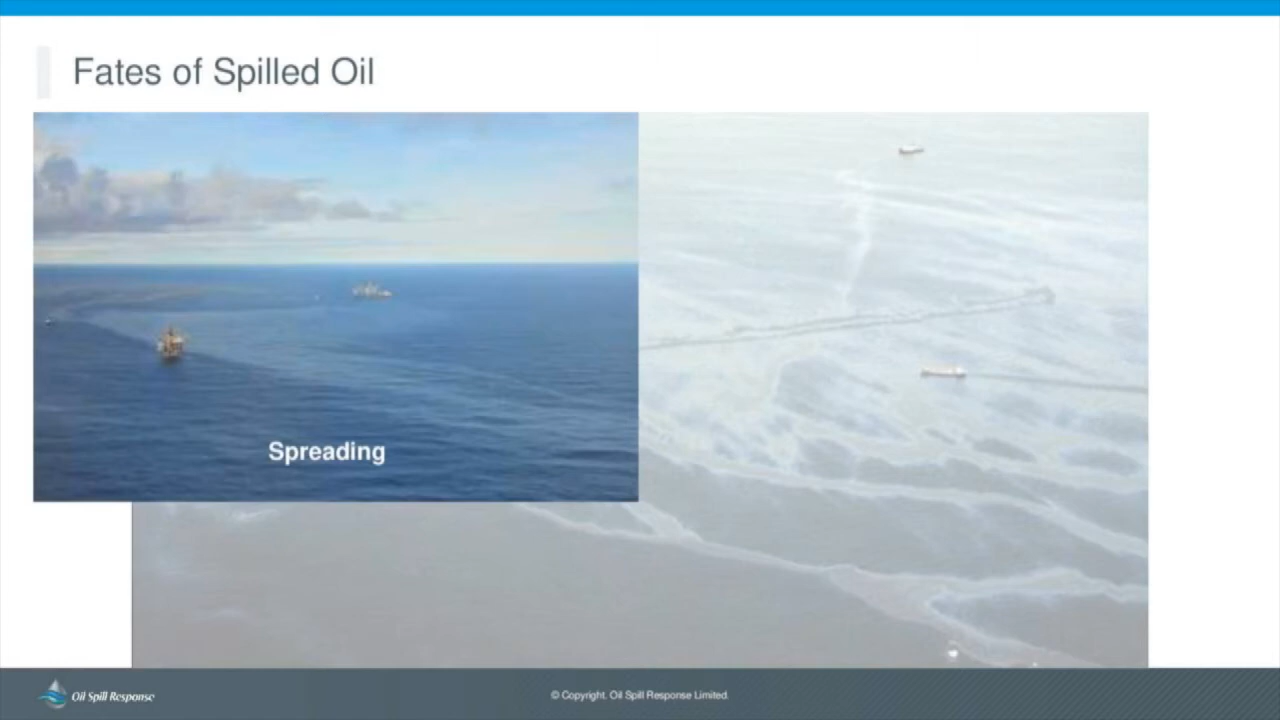 Fates of Spilled Oil
Spreading
Oil Spill Response
© Copyright. Oil Spill Response Limited.